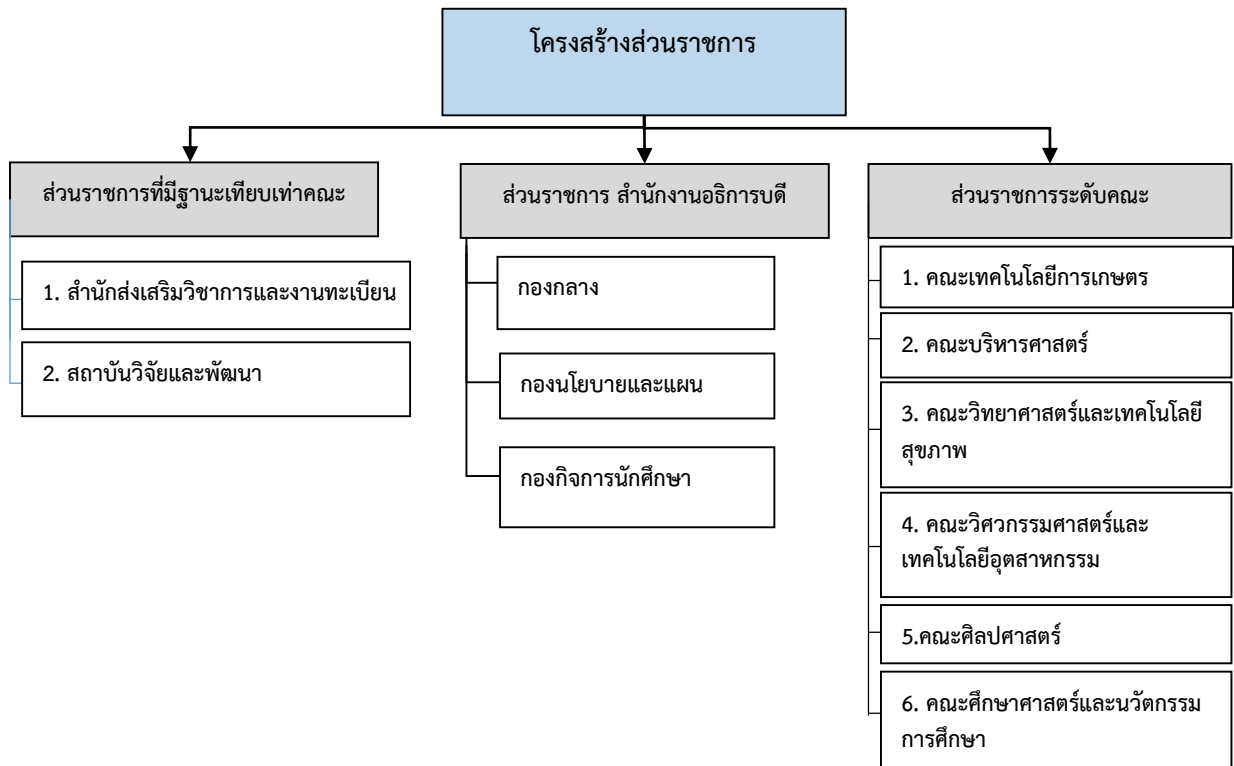 โครงสร้างส่วนราชการ
ส่วนราชการที่มีฐานะเทียบเท่าคณะ
1. สำนักส่งเสริมวิชาการและงานทะเบียน
2. สถาบันวิจัยและพัฒนา
ส่วนราชการ สำนักงานอธิการบดี
กองกลาง
กองนโยบายและแผน
กองกิจการนักศึกษา
ส่วนราชการระดับคณะ
1. คณะเทคโนโลยีการเกษตร
2. คณะบริหารศาสตร์
3. คณะวิทยาศาสตร์และเทคโนโลยี
สุขภาพ
4. คณะวิศวกรรมศาสตร์และ
เทคโนโลยีอุตสาหกรรม
5.คณะศิลปศาสตร์
6. คณะศึกษาศาสตร์และนวัตกรรม
การศึกษา